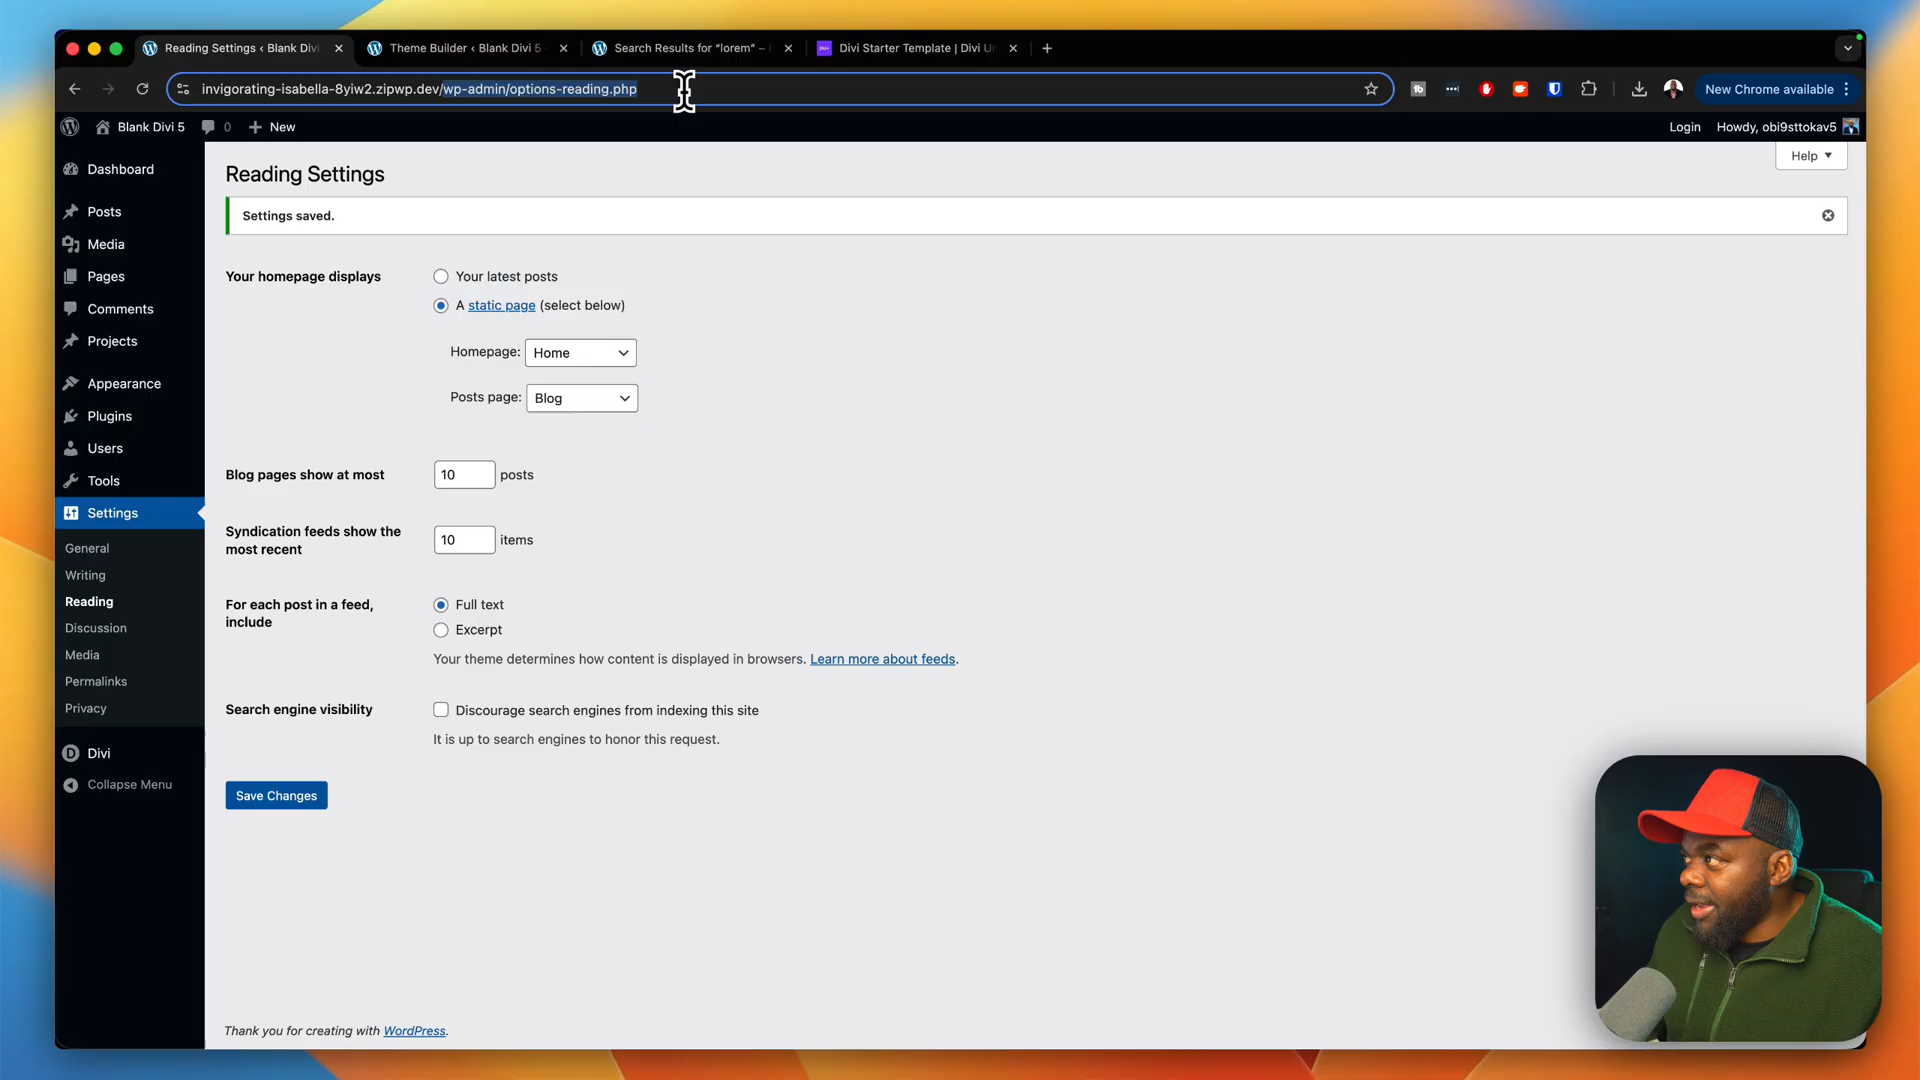 Reading Settings ‹ Blank Divi
Theme Builder ‹ Blank Divi 5
Search Results for “lorem” –
Divi Starter Template | Divi Un
invigorating-isabella-8yiw2.zipwp.dev/wp-admin/options-reading.php
New Chrome available
Blank Divi 5
0
New
Login
Howdy, obi9sttokav5
Dashboard
Posts
Media
Pages
Comments
Projects
Appearance
Plugins
Users
Tools
Settings
General
Writing
Reading
Discussion
Media
Permalinks
Privacy
Divi
Collapse Menu
Help
Reading Settings
Settings saved.
Your homepage displays
Your latest posts
A static page (select below)
Homepage: Home
Posts page: Blog
Blog pages show at most
10 posts
Syndication feeds show the
most recent
10 items
For each post in a feed,
include
Full text
Excerpt
Your theme determines how content is displayed in browsers. Learn more about feeds.
Search engine visibility
Discourage search engines from indexing this site
It is up to search engines to honor this request.
Save Changes
Thank you for creating with WordPress.